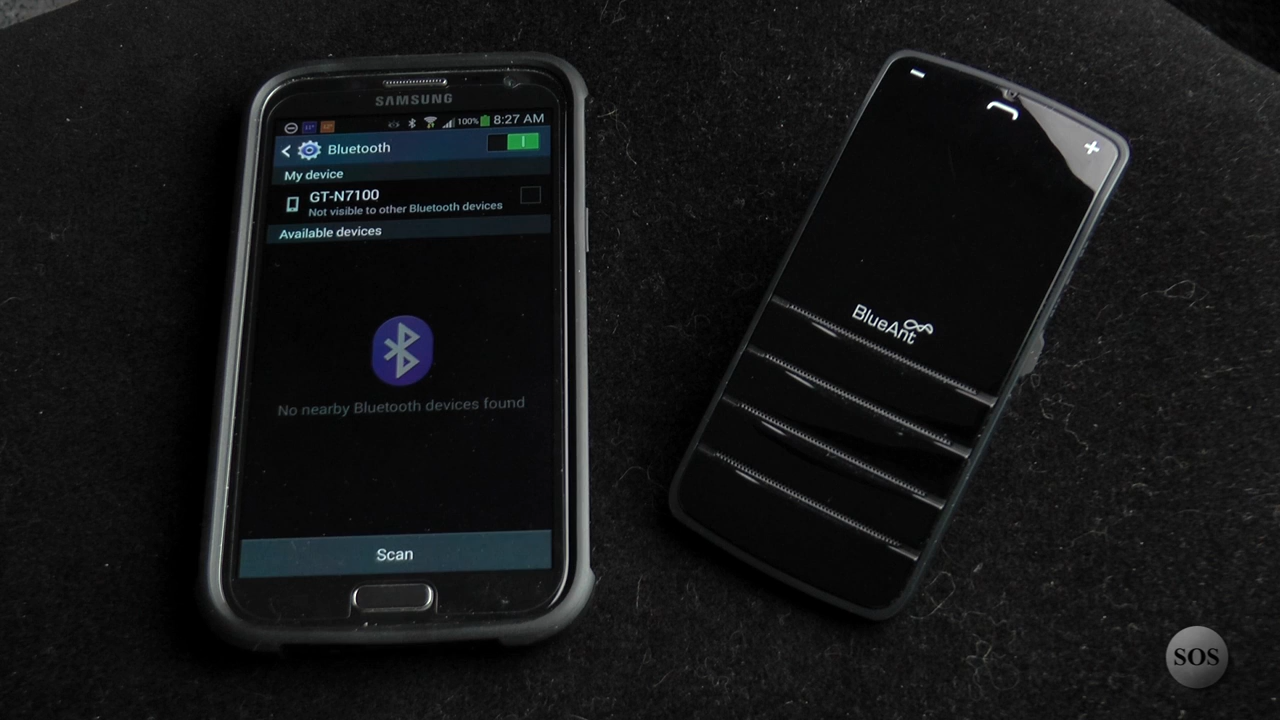 SAMSUNG
100% 8:27 AM
Bluetooth
My device
GT-N7100
Not visible to other Bluetooth devices
Available devices
No nearby Bluetooth devices found
Scan
BlueAnt
SOS